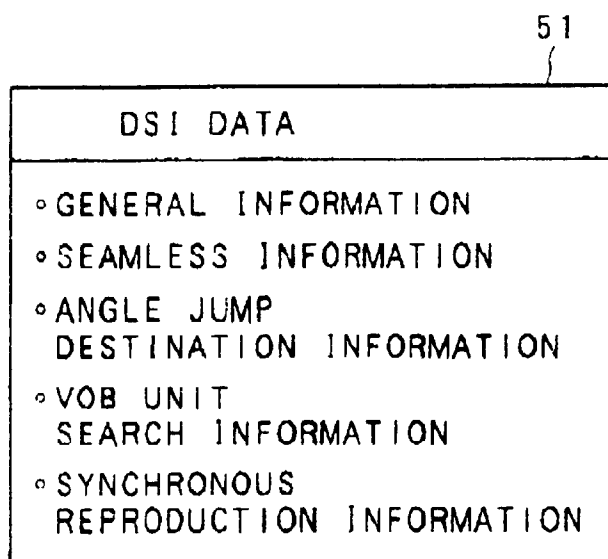 51
DSI DATA
◦GENERAL INFORMATION
◦SEAMLESS INFORMATION
◦ANGLE JUMP
DESTINATION INFORMATION
◦VOB UNIT
SEARCH INFORMATION
◦SYNCHRONOUS
REPRODUCTION INFORMATION